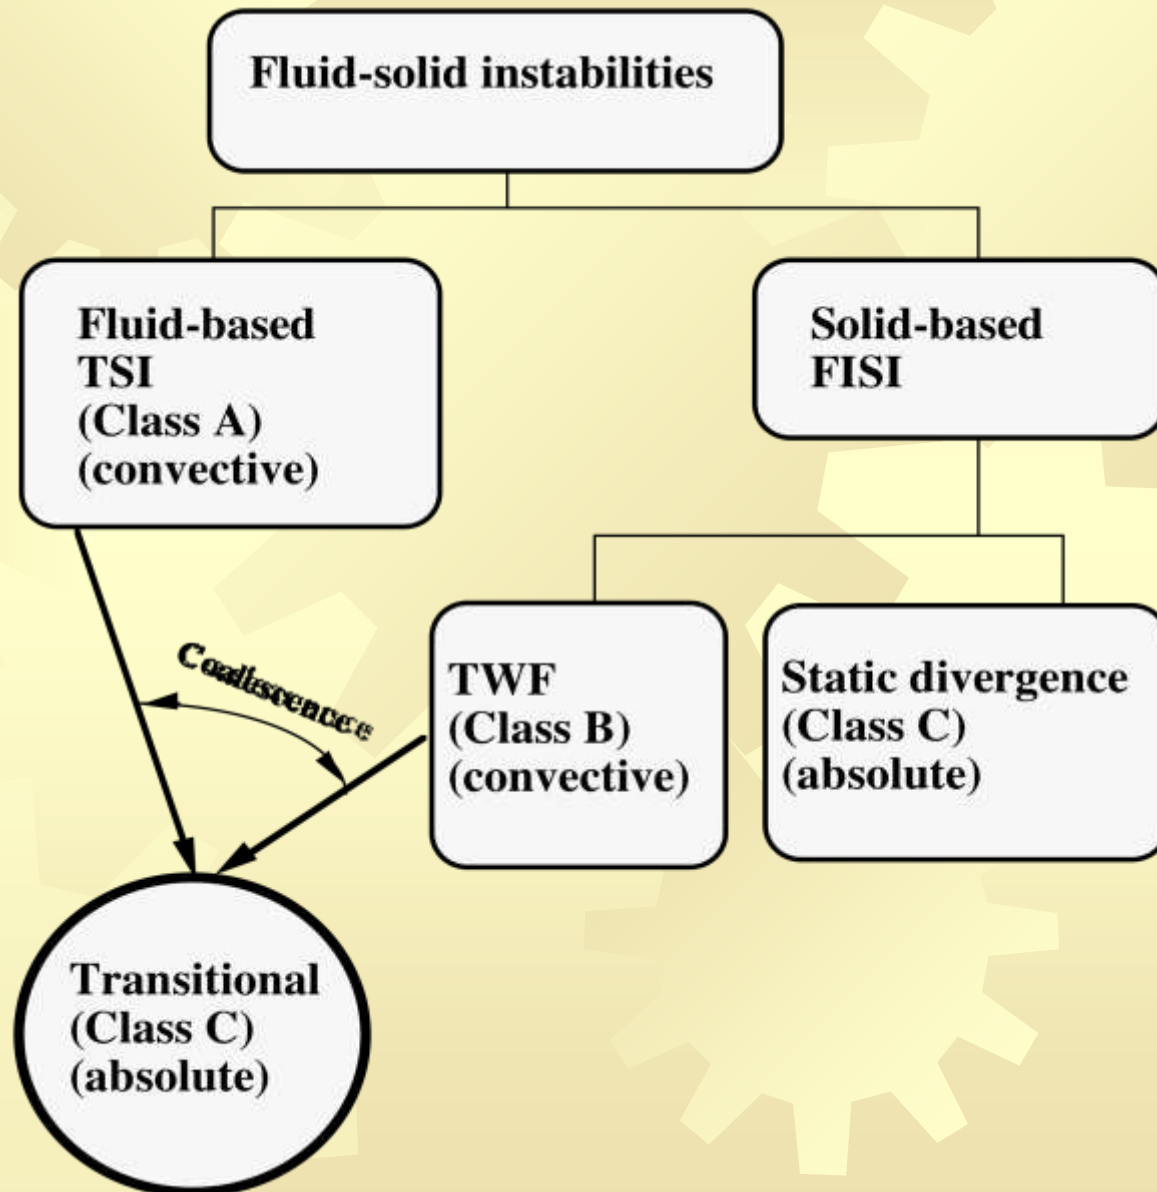 Fluid-solid instabilities
Fluid-based
TSI
(Class A)
(convective)
Solid-based
FISI
Coalescence
TWF
(Class B)
(convective)
Static divergence
(Class C)
(absolute)
Transitional
(Class C)
(absolute)